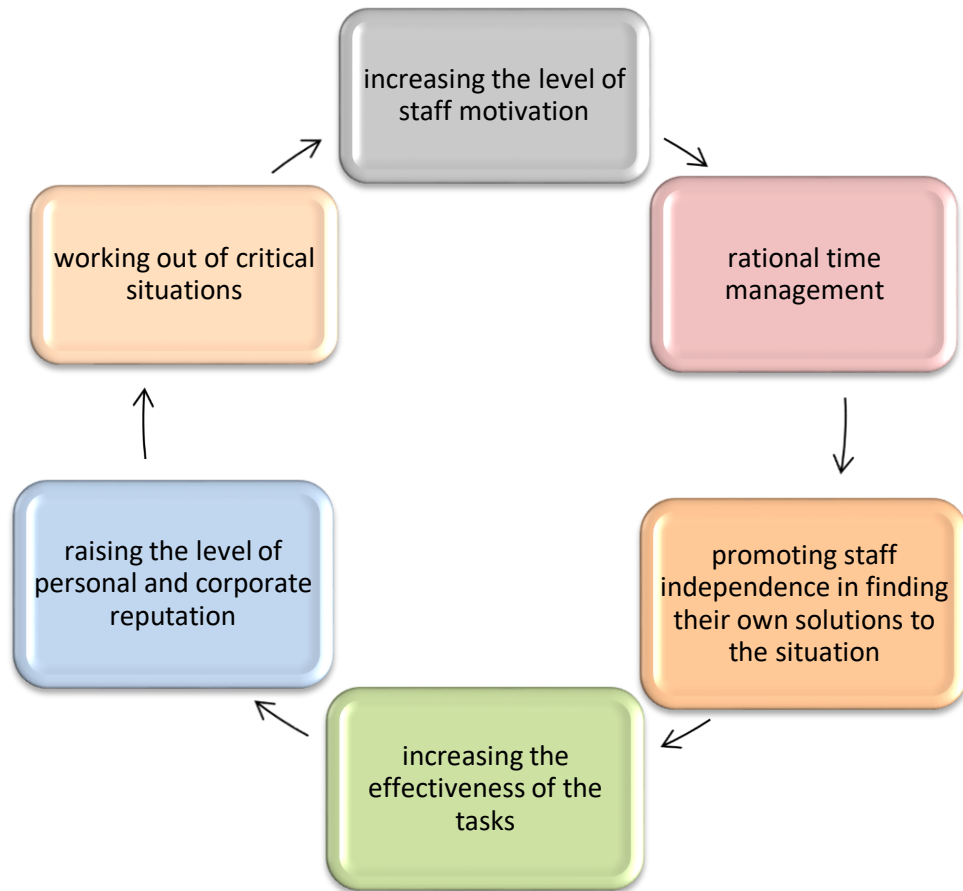 increasing the level of
staff motivation
rational time
management
promoting staff
independence in finding
their own solutions to
the situation
increasing the
effectiveness of the
tasks
raising the level of
personal and corporate
reputation
working out of critical
situations